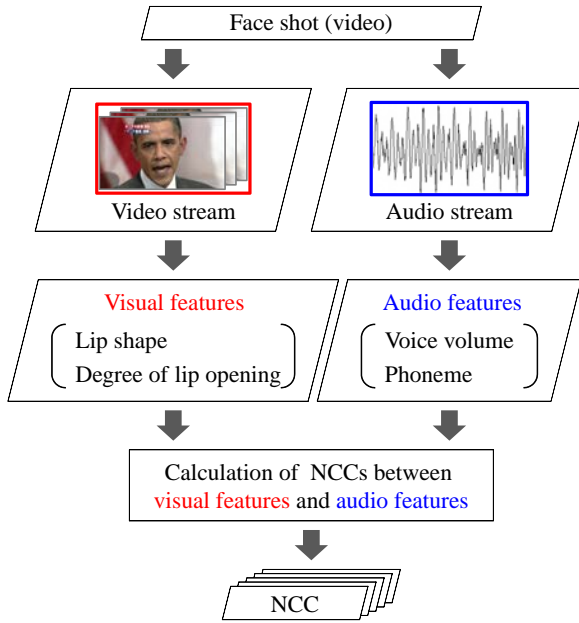 Face shot (video)
Video stream
Audio stream
Visual features
Lip shape
Degree of lip opening
Audio features
Voice volume
Phoneme
Calculation of NCCs between
visual features and audio features
NCC